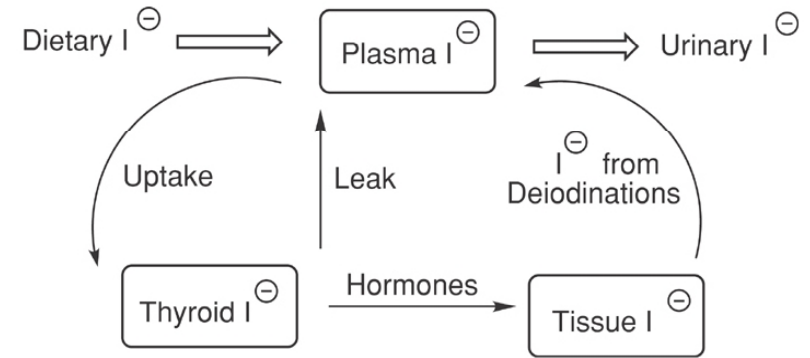 Dietary I⊖
Plasma I⊖
Urinary I⊖
Uptake
Leak
I⊖ from
Deiodinations
Thyroid I⊖
Hormones
Tissue I⊖